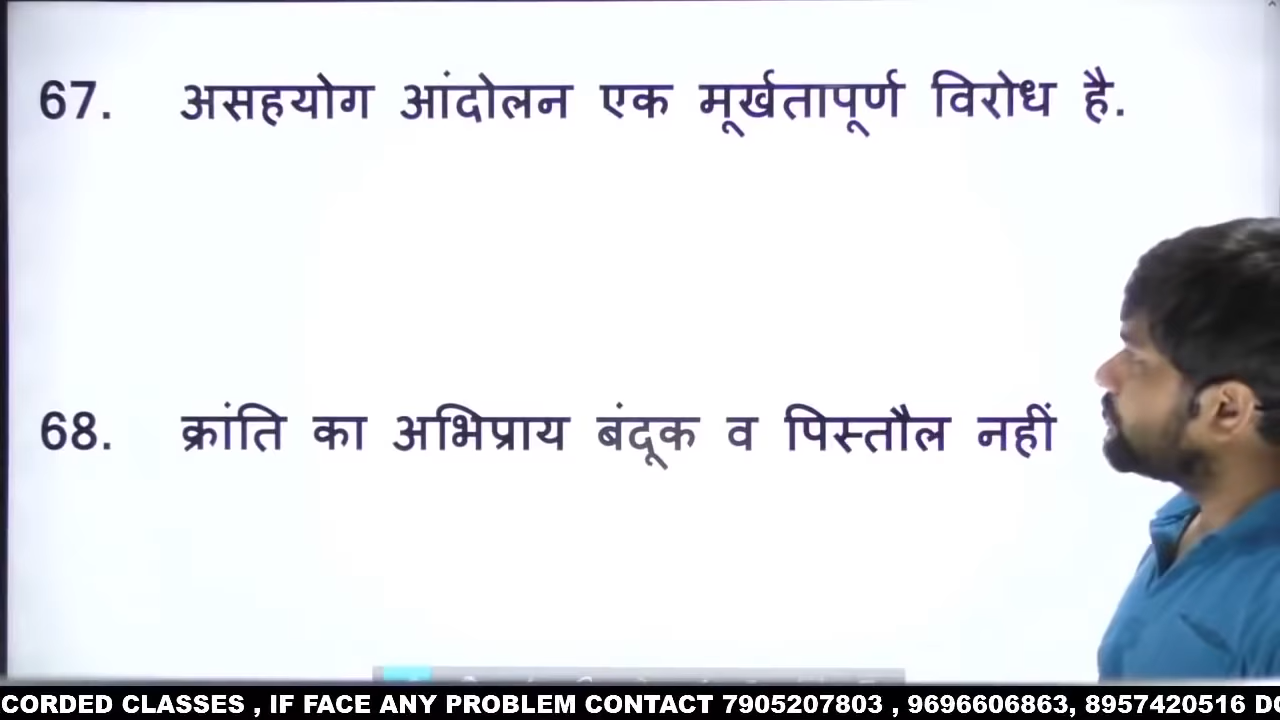 67. असहयोग आंदोलन एक मूर्खतापूर्ण विरोध है.
68. क्रांति का अभिप्राय बंदूक व पिस्तौल नहीं
CORDED CLASSES , IF FACE ANY PROBLEM CONTACT 7905207803 , 9696606863, 8957420516